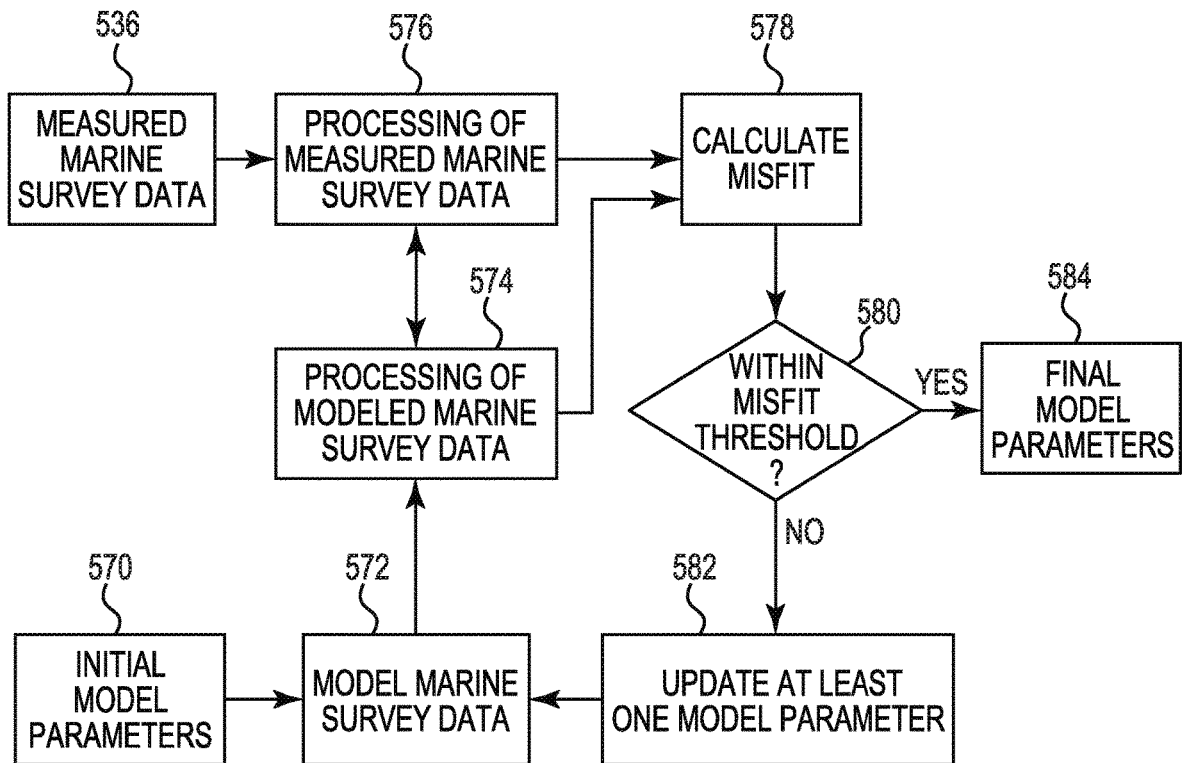 536
576
578
MEASURED
MARINE
SURVEY DATA
PROCESSING OF
MEASURED MARINE
SURVEY DATA
CALCULATE
MISFIT
574
580
584
PROCESSING OF
MODELED MARINE
SURVEY DATA
WITHIN
MISFIT
THRESHOLD
?
YES
FINAL
MODEL
PARAMETERS
NO
570
572
582
INITIAL
MODEL
PARAMETERS
MODEL MARINE
SURVEY DATA
UPDATE AT LEAST
ONE MODEL PARAMETER